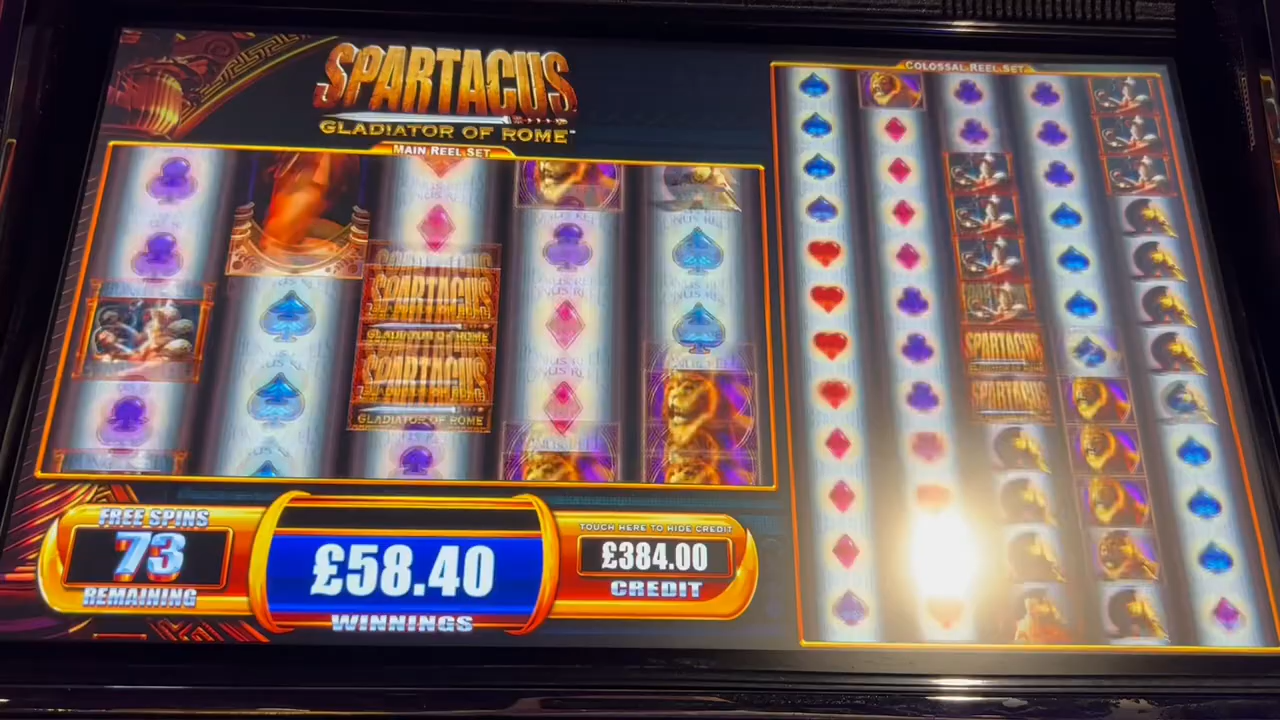 SPARTACUS
GLADIATOR OF ROME™
MAIN REEL SET
COLOSSAL REEL SET
SPARTACUS
GLADIATOR OF ROME
SPARTACUS
GLADIATOR OF ROME
SPARTACUS
SPARTACUS
FREE SPINS
73
REMAINING
£58.40
WINNINGS
TOUCH HERE TO HIDE CREDIT
£384.00
CREDIT